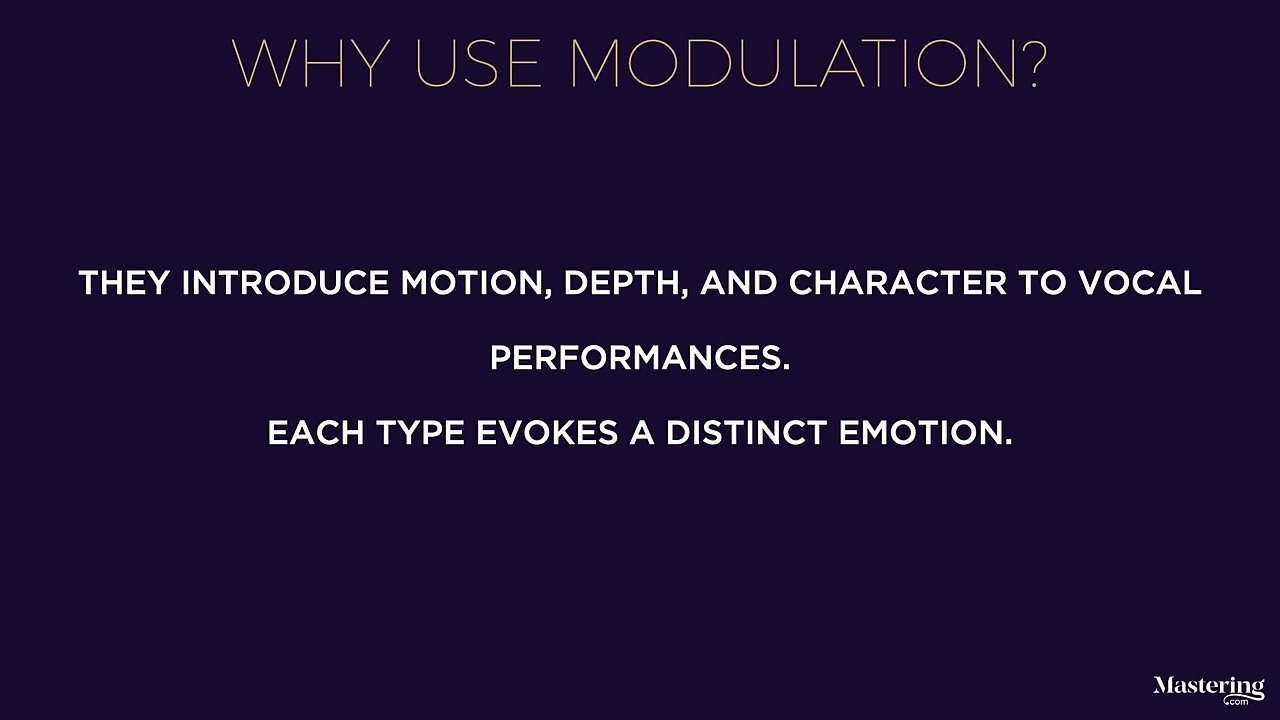 WHY USE MODULATION?
THEY INTRODUCE MOTION, DEPTH, AND CHARACTER TO VOCAL
PERFORMANCES.
EACH TYPE EVOKES A DISTINCT EMOTION.
Mastering
.com